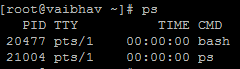 [root@vaibhav ~]# ps
  PID TTY          TIME CMD
20477 pts/1    00:00:00 bash
21004 pts/1    00:00:00 ps